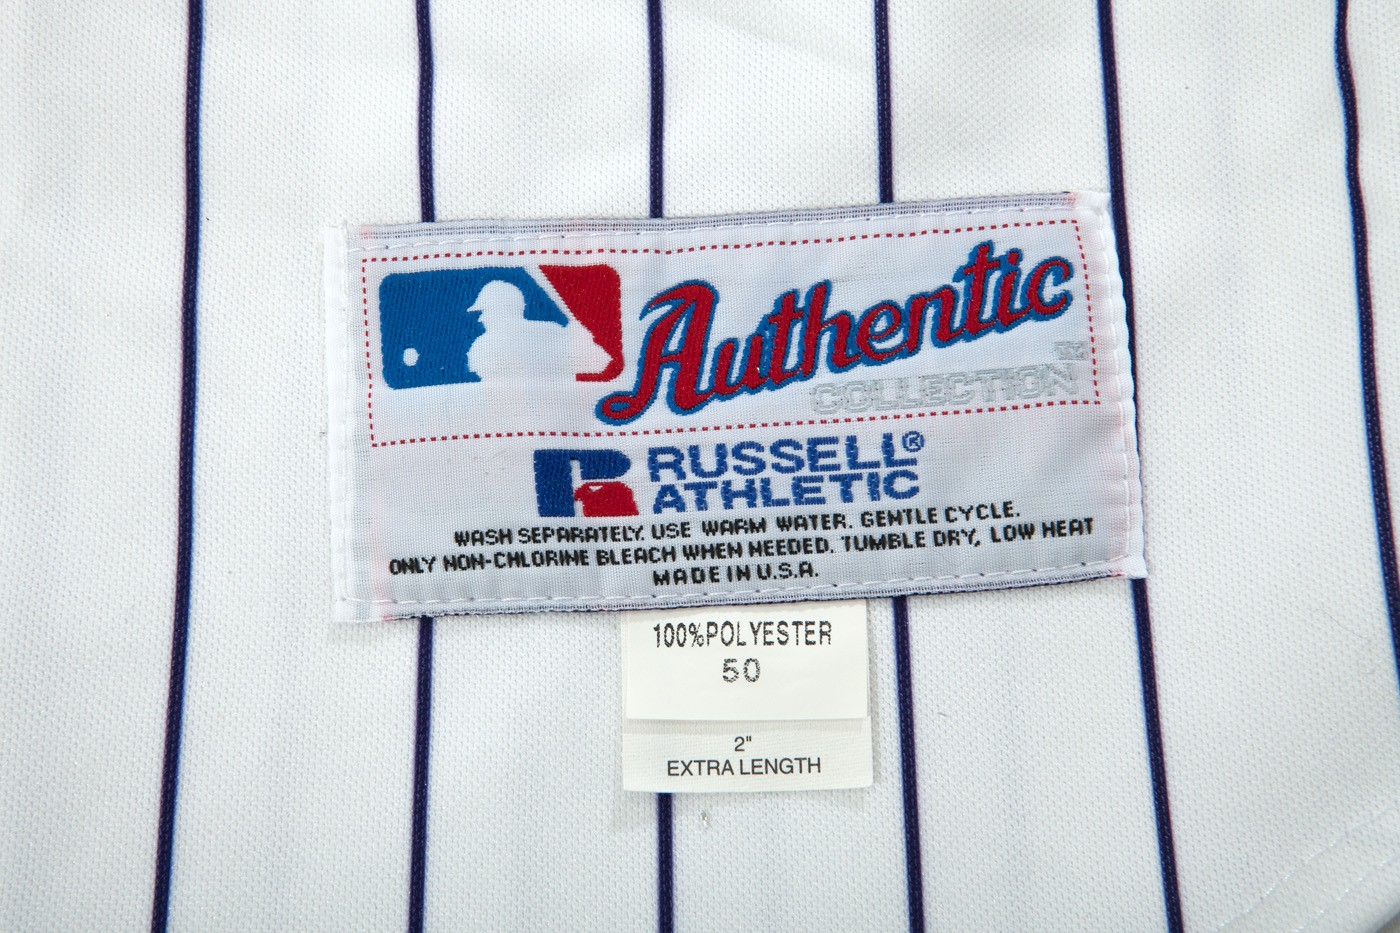 Authentic
COLLECTION™
RUSSELL®
ATHLETIC
WASH SEPARATELY. USE WARM WATER. GENTLE CYCLE.
ONLY NON-CHLORINE BLEACH WHEN NEEDED. TUMBLE DRY, LOW HEAT
MADE IN U.S.A.
100%POLYESTER
50
2"
EXTRA LENGTH